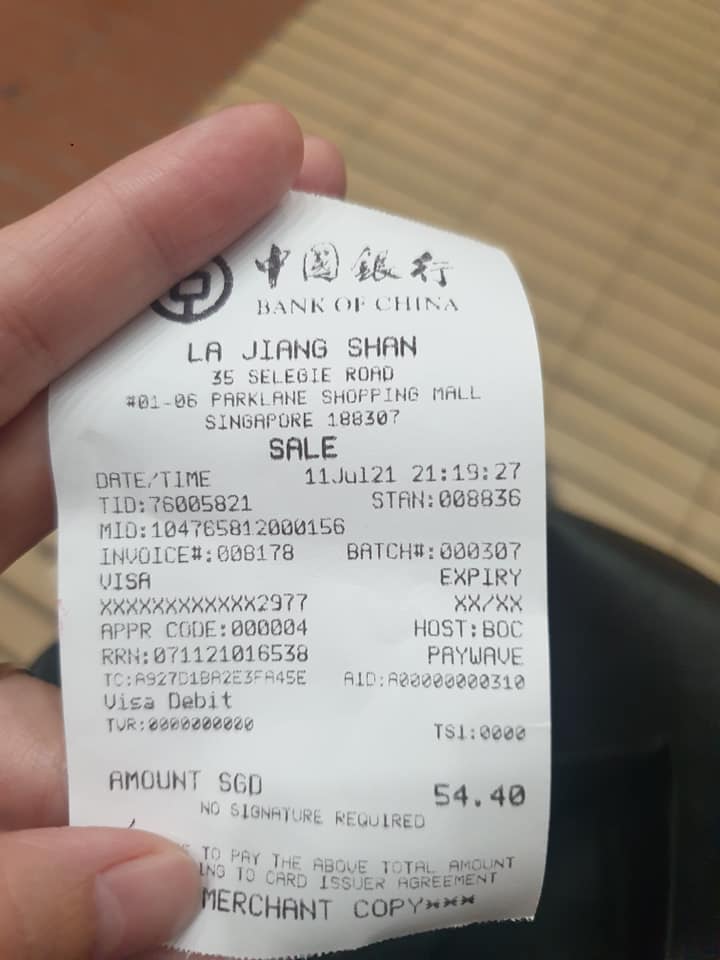 中国银行
BANK OF CHINA
LA JIANG SHAN
35 SELEGIE ROAD
#01-06 PARKLANE SHOPPING MALL
SINGAPORE 188307
SALE
DATE/TIME 11Jul21 21:19:27
TID:76005821 STAN:008836
MID:104765812000156
INVOICE#:008178 BATCH#:000307
VISA EXPIRY
XXXXXXXXXXXX2977 XX/XX
APPR CODE:000004 HOST:BOC
RRN:071121016538 PAYWAVE
TC:A927D1BA2E3FA45E AID:A00000000310
Visa Debit
TVR:0000000000 TSI:0000
AMOUNT SGD 54.40
NO SIGNATURE REQUIRED
TO PAY THE ABOVE TOTAL AMOUNT
TO CARD ISSUER AGREEMENT
MERCHANT COPY***